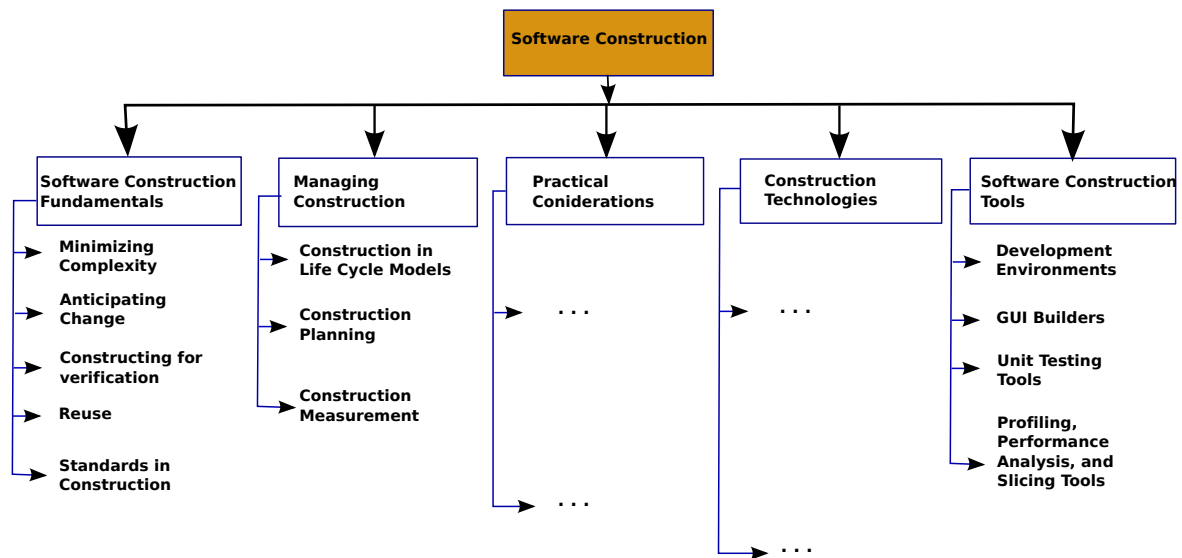 Software Construction
Software Construction
Fundamentals
Minimizing
Complexity
Anticipating
Change
Constructing for
verification
Reuse
Standards in
Construction
Managing
Construction
Construction in
Life Cycle Models
Construction
Planning
Construction
Measurement
Practical
Coniderations
. . .
. . .
Construction
Technologies
. . .
. . .
Software Construction
Tools
Development
Environments
GUI Builders
Unit Testing
Tools
Profiling,
Performance
Analysis, and
Slicing Tools